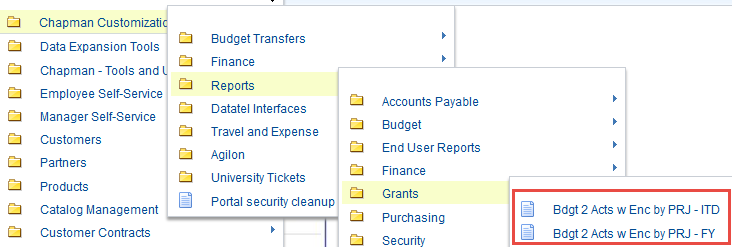 Chapman Customizatio
Data Expansion Tools
Chapman - Tools and U
Employee Self-Service
Manager Self-Service
Customers
Partners
Products
Catalog Management
Customer Contracts
Budget Transfers
Finance
Reports
Datatel Interfaces
Travel and Expense
Agilon
University Tickets
Portal security cleanup
Accounts Payable
Budget
End User Reports
Finance
Grants
Purchasing
Security
Bdgt 2 Acts w Enc by PRJ - ITD
Bdgt 2 Acts w Enc by PRJ - FY